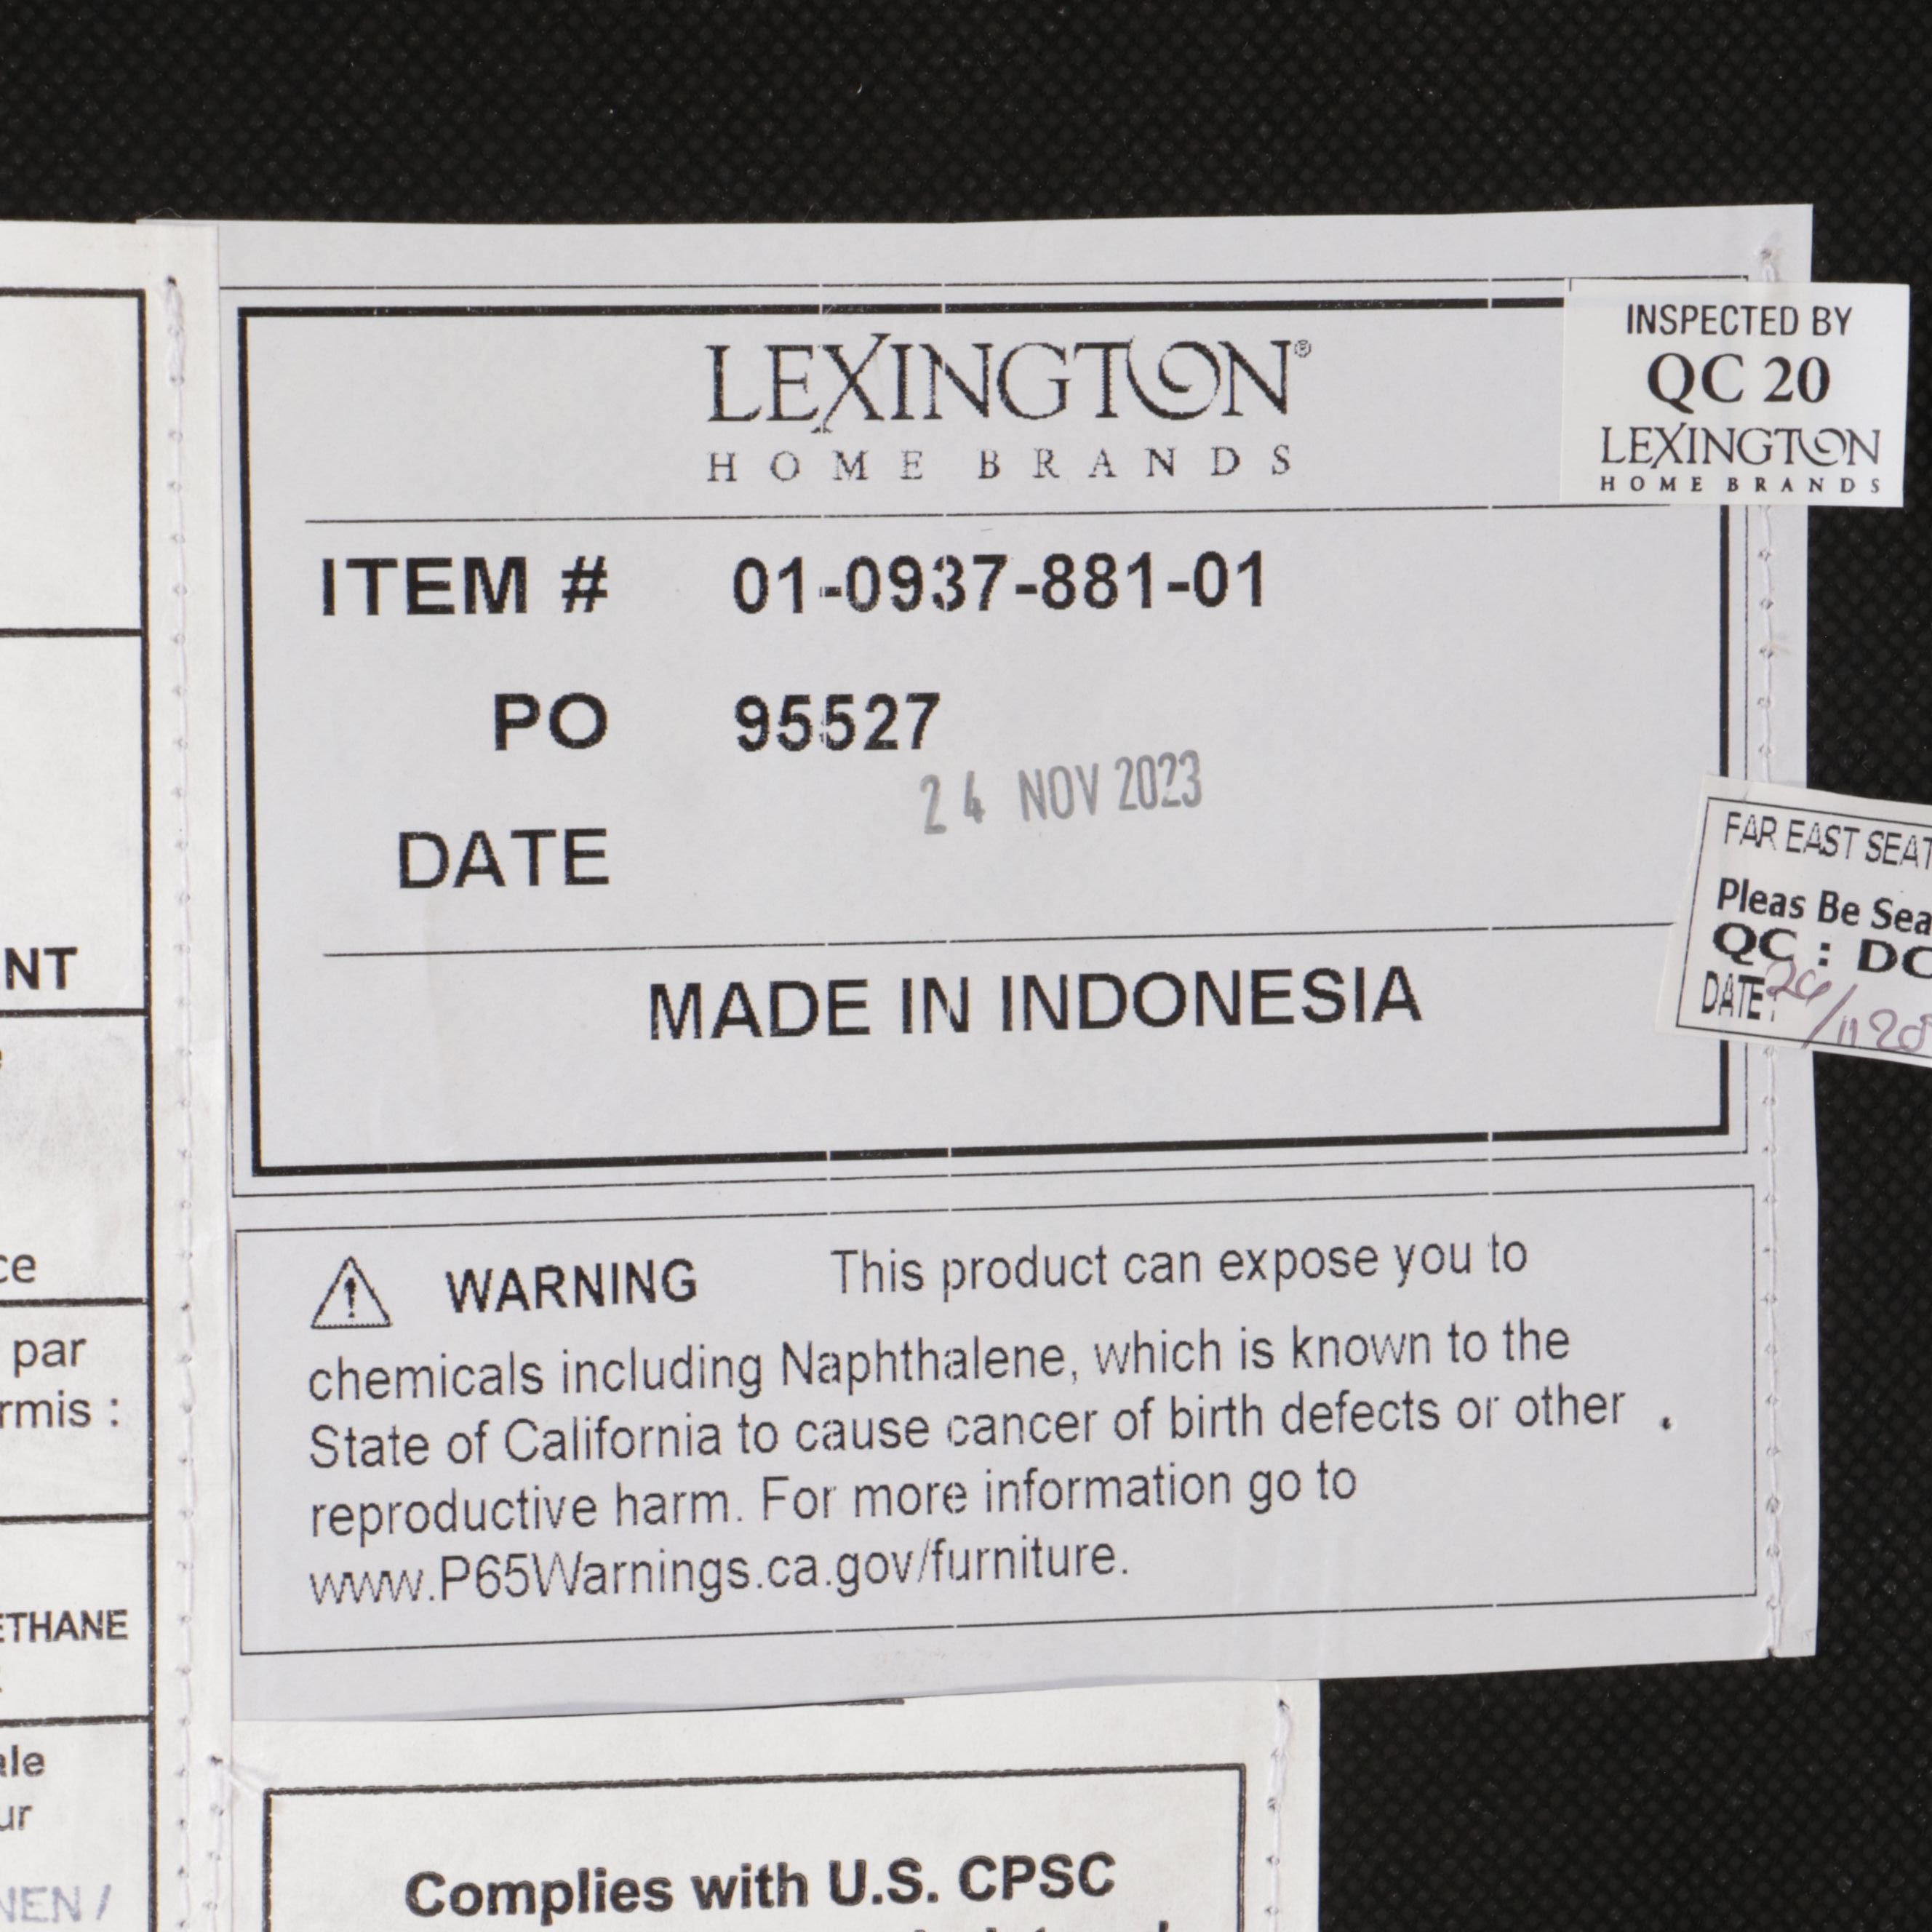 LEXINGTON®
HOME BRANDS
INSPECTED BY
QC 20
LEXINGTON
HOME BRANDS
ITEM # 01-0937-881-01
PO 95527
24 NOV 2023
DATE
MADE IN INDONESIA
FAR EAST SEAT
Pleas Be Sea
QC : DC
DATE:
WARNING This product can expose you to
chemicals including Naphthalene, which is known to the
State of California to cause cancer of birth defects or other
reproductive harm. For more information go to
www.P65Warnings.ca.gov/furniture.
NT
ce
par
rmis :
ETHANE
ale
ur
NEN /
Complies with U.S. CPSC